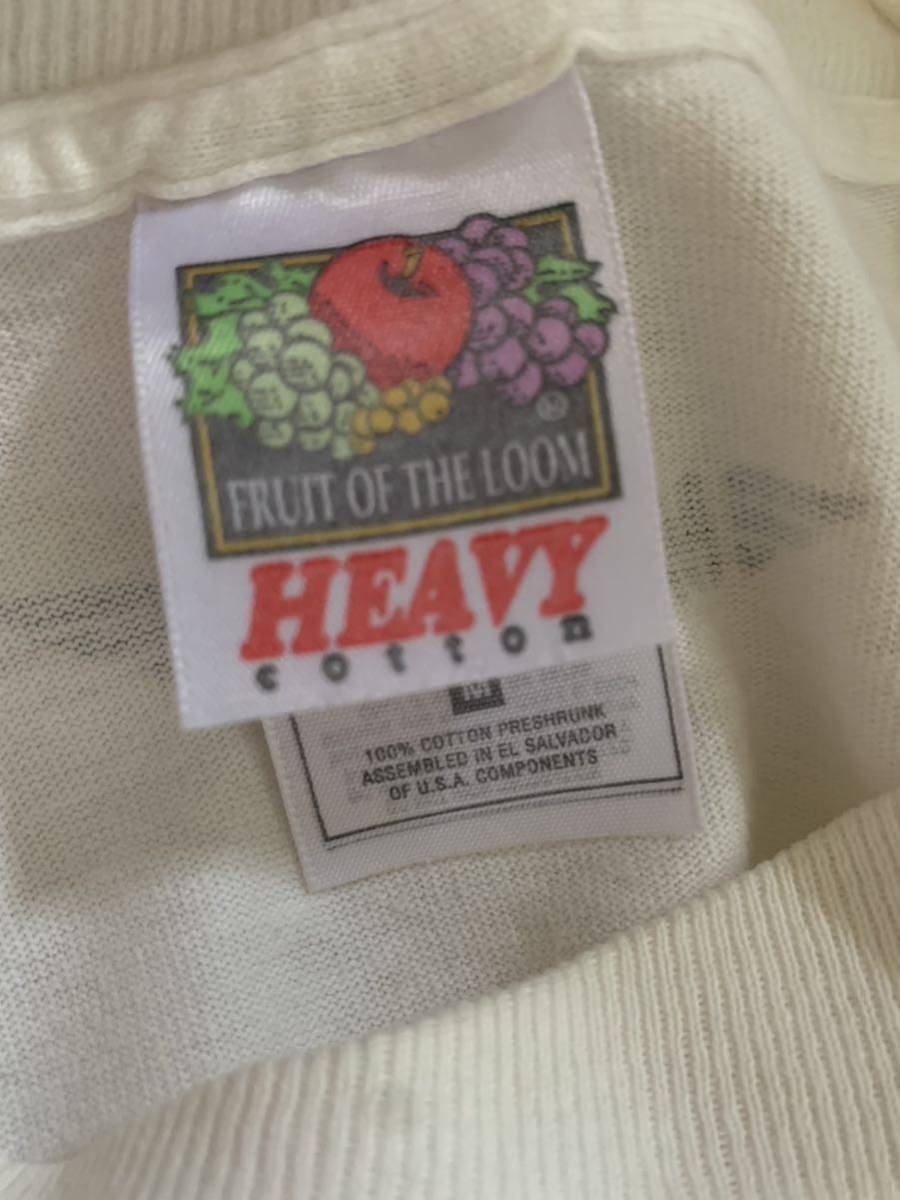 FRUIT OF THE LOOM
®
HEAVY
cotton
M
100% COTTON PRESHRUNK
ASSEMBLED IN EL SALVADOR
OF U.S.A. COMPONENTS